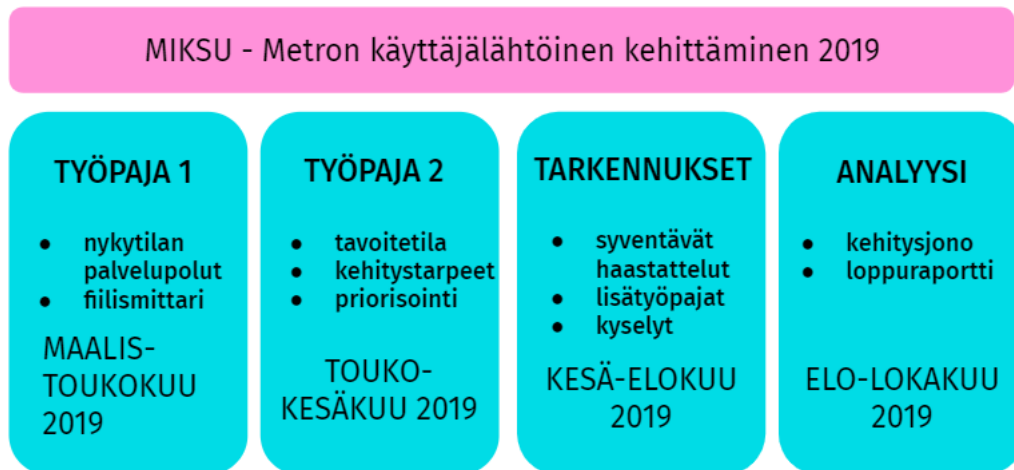 MIKSU - Metron käyttäjälähtöinen kehittäminen 2019
TYÖPAJA 1
• nykytilan
palvelupolut
• fiilismittari
MAALIS-
TOUKOKUU
2019
TYÖPAJA 2
• tavoitetila
• kehitystarpeet
• priorisointi
TOUKO-
KESÄKUU 2019
TARKENNUKSET
• syventävät
haastattelut
• lisätyöpajat
• kyselyt
KESÄ-ELOKUU
2019
ANALYYSI
• kehitysjono
• loppuraportti
ELO-LOKAKUU
2019